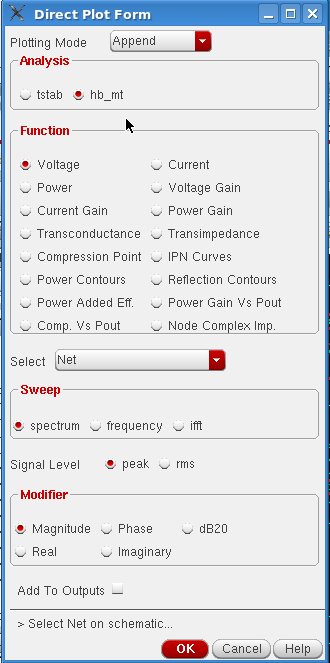 Direct Plot Form
Plotting Mode Append
Analysis
tstab hb_mt
Function
Voltage Current
Power Voltage Gain
Current Gain Power Gain
Transconductance Transimpedance
Compression Point IPN Curves
Power Contours Reflection Contours
Power Added Eff. Power Gain Vs Pout
Comp. Vs Pout Node Complex Imp.
Select Net
Sweep
spectrum frequency ifft
Signal Level peak rms
Modifier
Magnitude Phase dB20
Real Imaginary
Add To Outputs
> Select Net on schematic...
OK Cancel Help